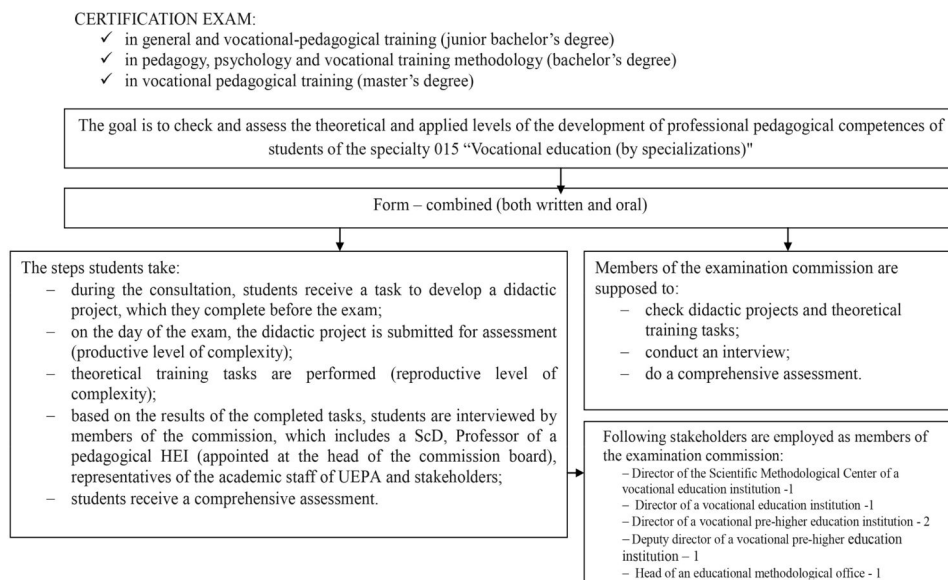 CERTIFICATION EXAM:
✓ in general and vocational-pedagogical training (junior bachelor's degree)
✓ in pedagogy, psychology and vocational training methodology (bachelor's degree)
✓ in vocational pedagogical training (master's degree)
The goal is to check and assess the theoretical and applied levels of the development of professional pedagogical competences of
students of the specialty 015 “Vocational education (by specializations)"
Form – combined (both written and oral)
The steps students take:
– during the consultation, students receive a task to develop a didactic
project, which they complete before the exam;
– on the day of the exam, the didactic project is submitted for assessment
(productive level of complexity);
– theoretical training tasks are performed (reproductive level of
complexity);
– based on the results of the completed tasks, students are interviewed by
members of the commission, which includes a ScD, Professor of a
pedagogical HEI (appointed at the head of the commission board),
representatives of the academic staff of UEPA and stakeholders;
– students receive a comprehensive assessment.
Members of the examination commission are
supposed to:
– check didactic projects and theoretical
training tasks;
– conduct an interview;
– do a comprehensive assessment.
Following stakeholders are employed as members of
the examination commission:
– Director of the Scientific Methodological Center of a
vocational education institution -1
– Director of a vocational education institution -1
– Director of a vocational pre-higher education institution - 2
– Deputy director of a vocational pre-higher education
institution – 1
– Head of an educational methodological office - 1